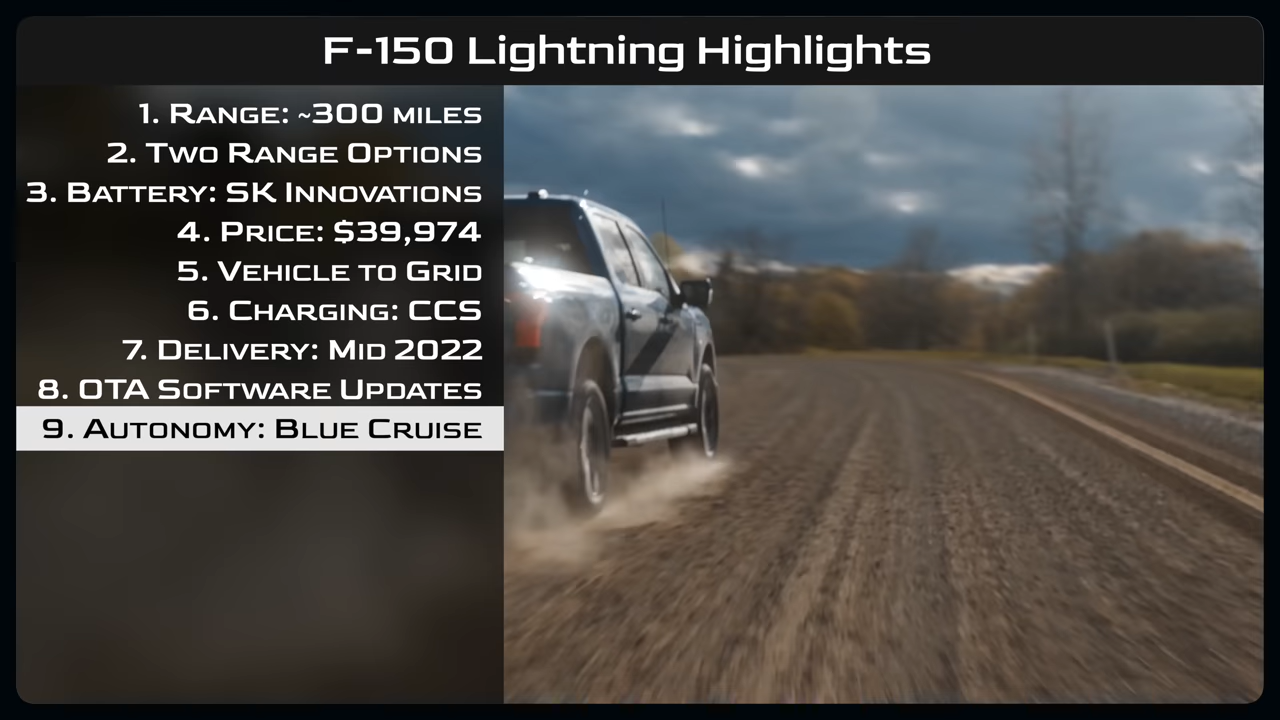 F-150 Lightning Highlights
1. Range: ~300 miles
2. Two Range Options
3. Battery: SK Innovations
4. Price: $39,974
5. Vehicle to Grid
6. Charging: CCS
7. Delivery: Mid 2022
8. OTA Software Updates
9. Autonomy: Blue Cruise